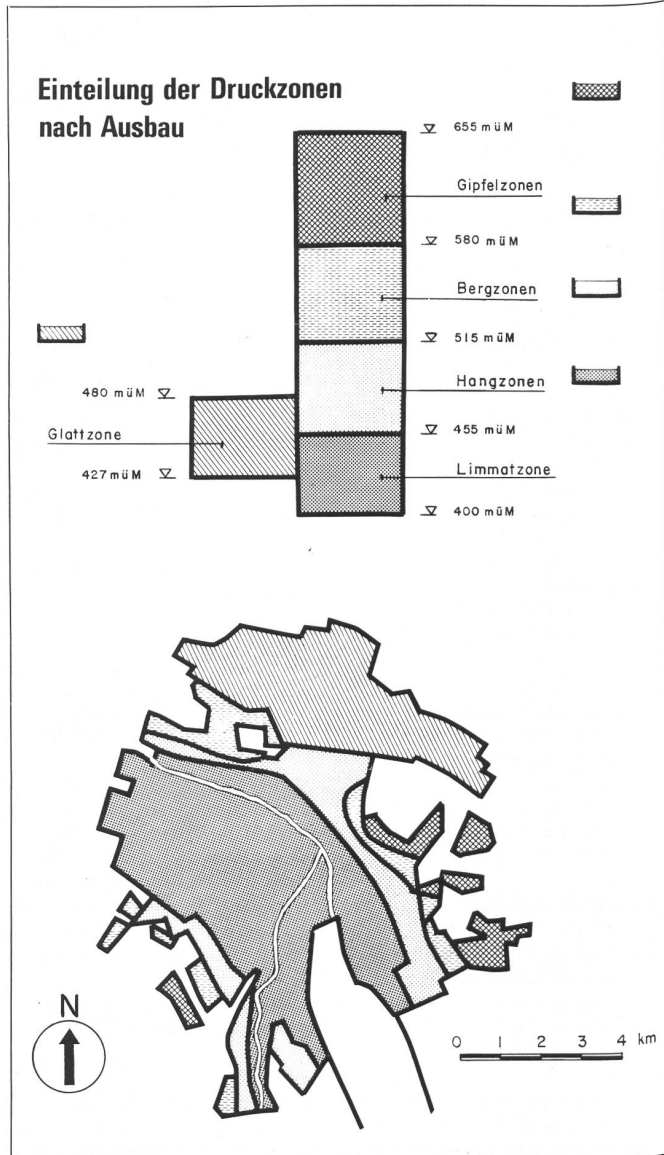 Einteilung der Druckzonen
nach Ausbau
655 müM
Gipfelzonen
580 müM
Bergzonen
515 müM
Hangzonen
480 müM
455 müM
Glattzone
427 müM
Limmatzone
400 müM
N
0 1 2 3 4 km